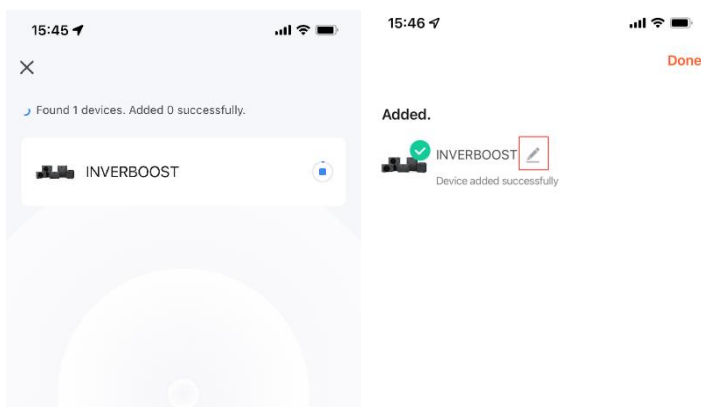 15:45
Found 1 devices. Added 0 successfully.
INVERBOOST
15:46
Done
Added.
INVERBOOST
Device added successfully